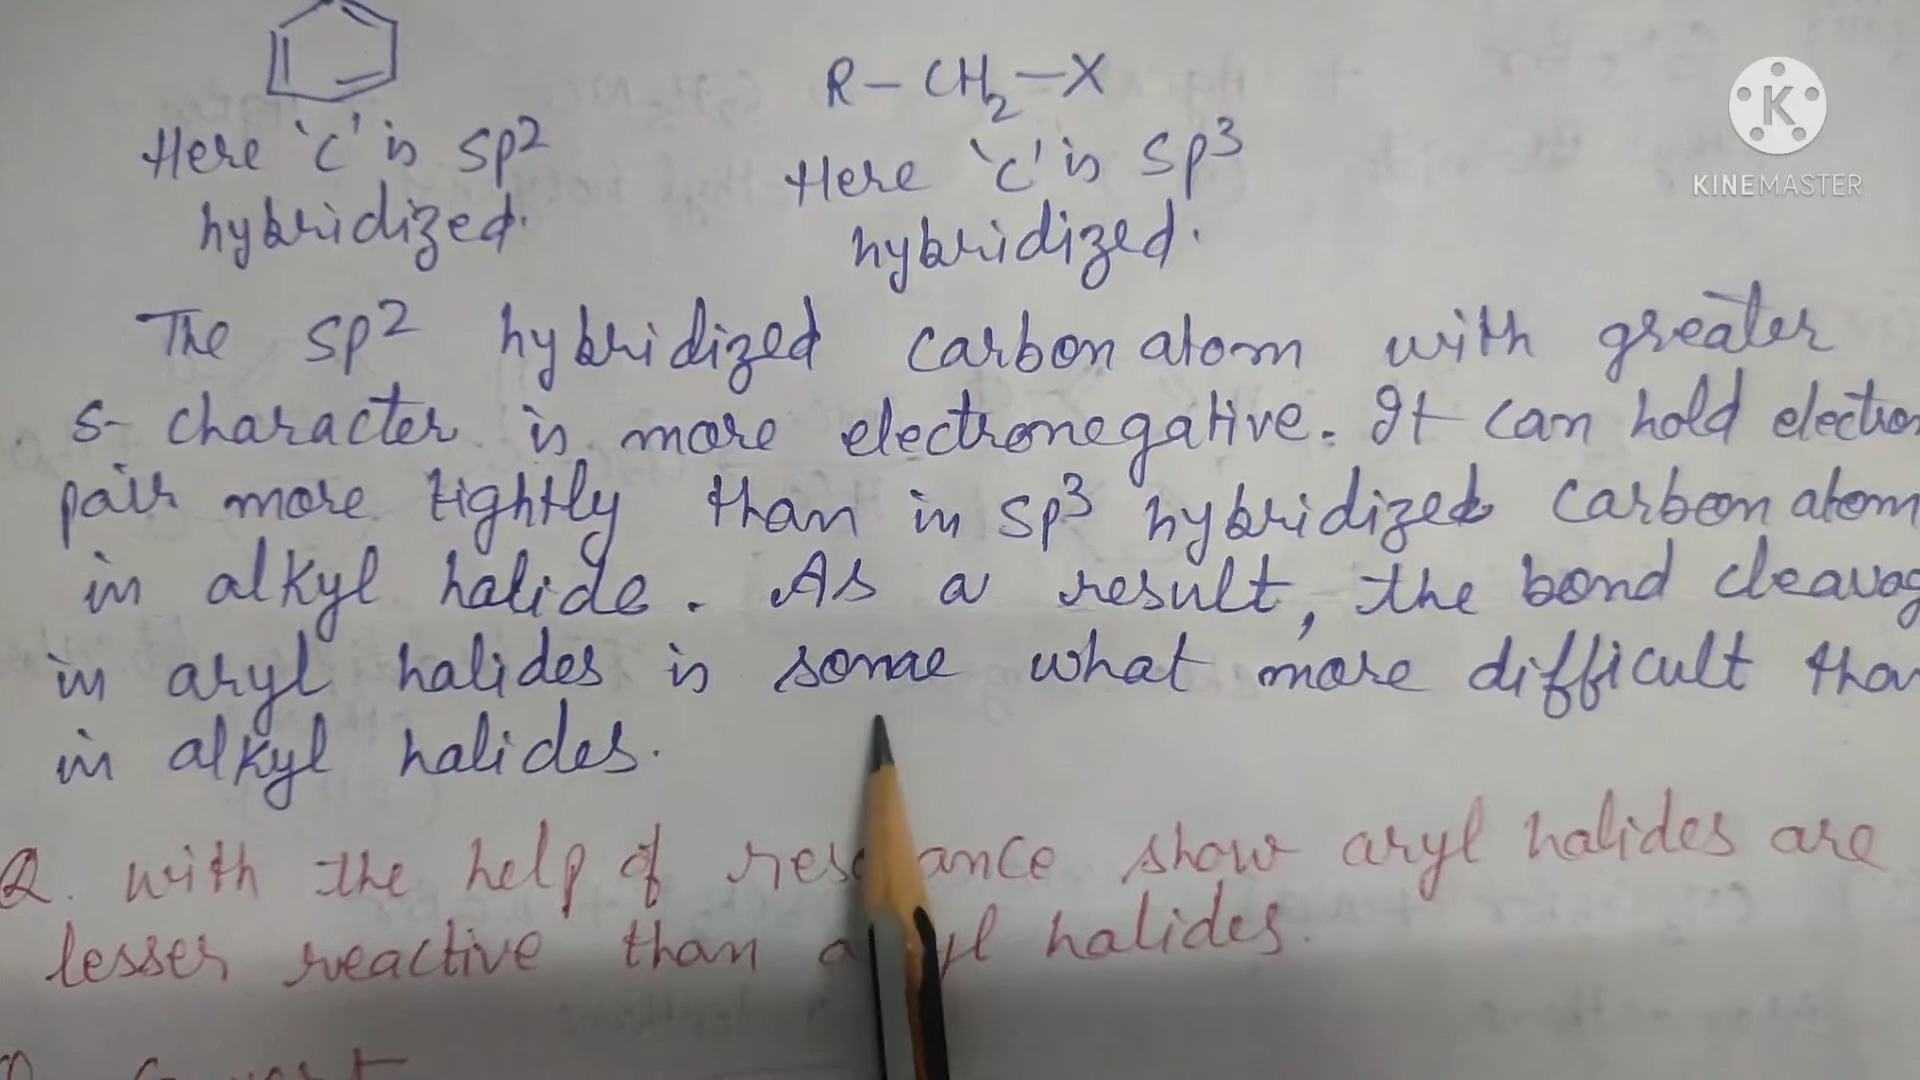 R-CH2-X
Here 'C' is sp2
hybridized.
Here 'C' is sp3
hybridized.
The sp2 hybridized carbon atom with greater
s-character is more electronegative. It can hold electron
pair more tightly than in sp3 hybridized carbon atom
in alkyl halide. As a result, the bond cleavag
in aryl halides is some what more difficult than
in alkyl halides.
Q. with the help of resonance show aryl halides are
lesser reactive than halides.
K
KINEMASTER